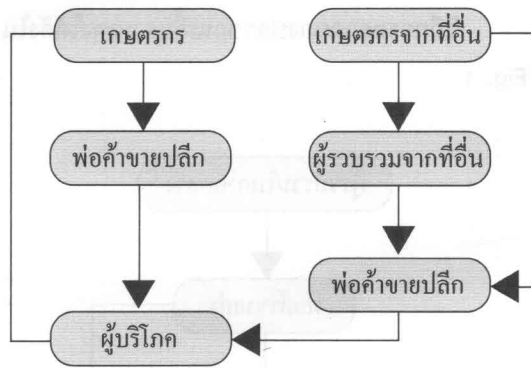 เกษตรกร
เกษตรกรจากที่อื่น
พ่อค้าขายปลีก
ผู้รวบรวมจากที่อื่น
พ่อค้าขายปลีก
ผู้บริโภค